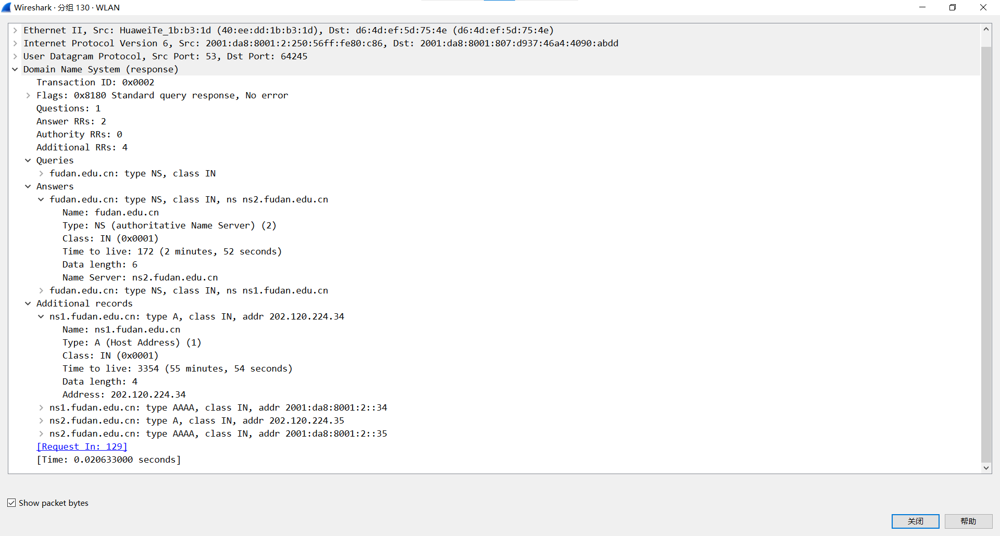 Wireshark · 分组 130 · WLAN
Ethernet II, Src: HuaweiTe_1b:b3:1d (40:ee:dd:1b:b3:1d), Dst: d6:4d:ef:5d:75:4e (d6:4d:ef:5d:75:4e)
Internet Protocol Version 6, Src: 2001:da8:8001:2:250:56ff:fe80:c86, Dst: 2001:da8:8001:807:d937:46a4:4090:abdd
User Datagram Protocol, Src Port: 53, Dst Port: 64245
Domain Name System (response)
Transaction ID: 0x0002
Flags: 0x8180 Standard query response, No error
Questions: 1
Answer RRs: 2
Authority RRs: 0
Additional RRs: 4
Queries
fudan.edu.cn: type NS, class IN
Answers
fudan.edu.cn: type NS, class IN, ns ns2.fudan.edu.cn
Name: fudan.edu.cn
Type: NS (authoritative Name Server) (2)
Class: IN (0x0001)
Time to live: 172 (2 minutes, 52 seconds)
Data length: 6
Name Server: ns2.fudan.edu.cn
fudan.edu.cn: type NS, class IN, ns ns1.fudan.edu.cn
Additional records
ns1.fudan.edu.cn: type A, class IN, addr 202.120.224.34
Name: ns1.fudan.edu.cn
Type: A (Host Address) (1)
Class: IN (0x0001)
Time to live: 3354 (55 minutes, 54 seconds)
Data length: 4
Address: 202.120.224.34
ns1.fudan.edu.cn: type AAAA, class IN, addr 2001:da8:8001:2::34
ns2.fudan.edu.cn: type A, class IN, addr 202.120.224.35
ns2.fudan.edu.cn: type AAAA, class IN, addr 2001:da8:8001:2::35
[Request In: 129]
[Time: 0.020633000 seconds]
Show packet bytes
关闭 帮助